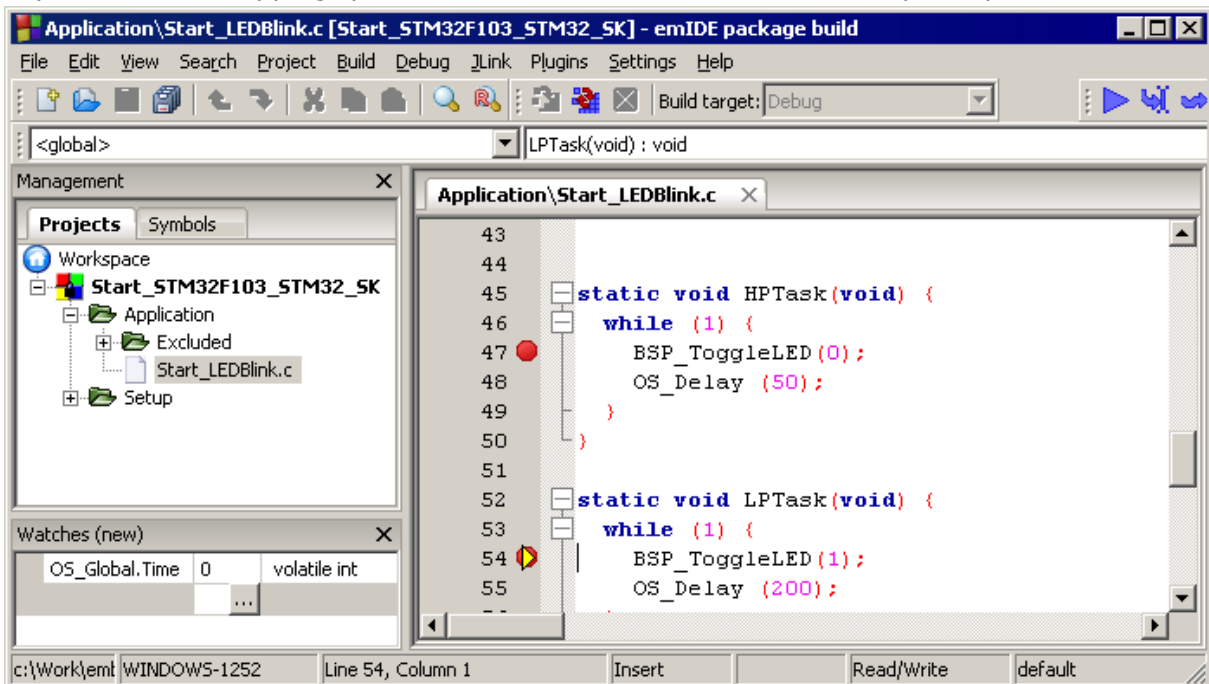 Application\Start_LEDBlink.c [Start_STM32F103_STM32_SK] - emIDE package build
File Edit View Search Project Build Debug JLink Plugins Settings Help
Build target: Debug
<global> LPTask(void) : void
Management
Projects Symbols
Workspace
Start_STM32F103_STM32_SK
Application
Excluded
Start_LEDBlink.c
Setup
Watches (new)
OS_Global.Time 0 volatile int
...
Application\Start_LEDBlink.c
43
44
45 static void HPTask(void) {
46 while (1) {
47 BSP_ToggleLED(0);
48 OS_Delay (50);
49 }
50 }
51
52 static void LPTask(void) {
53 while (1) {
54 BSP_ToggleLED(1);
55 OS_Delay (200);
c:\Work\emb WINDOWS-1252 Line 54, Column 1 Insert Read/Write default